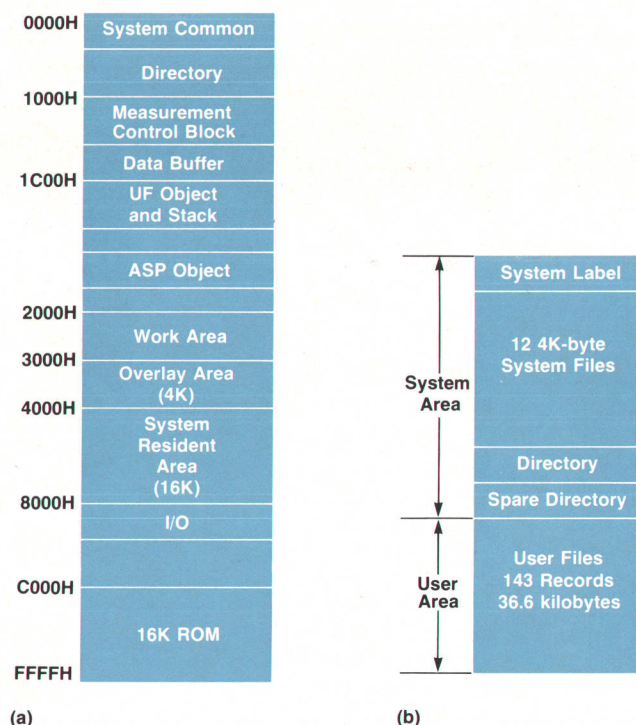 0000H
System Common
Directory
1000H
Measurement
Control Block
Data Buffer
1C00H
UF Object
and Stack
ASP Object
2000H
Work Area
3000H
Overlay Area
(4K)
4000H
System
Resident
Area
(16K)
8000H
I/O
C000H
16K ROM
FFFFH
(a)
System
Area
System Label
12 4K-byte
System Files
Directory
Spare Directory
User
Area
User Files
143 Records
36.6 kilobytes
(b)